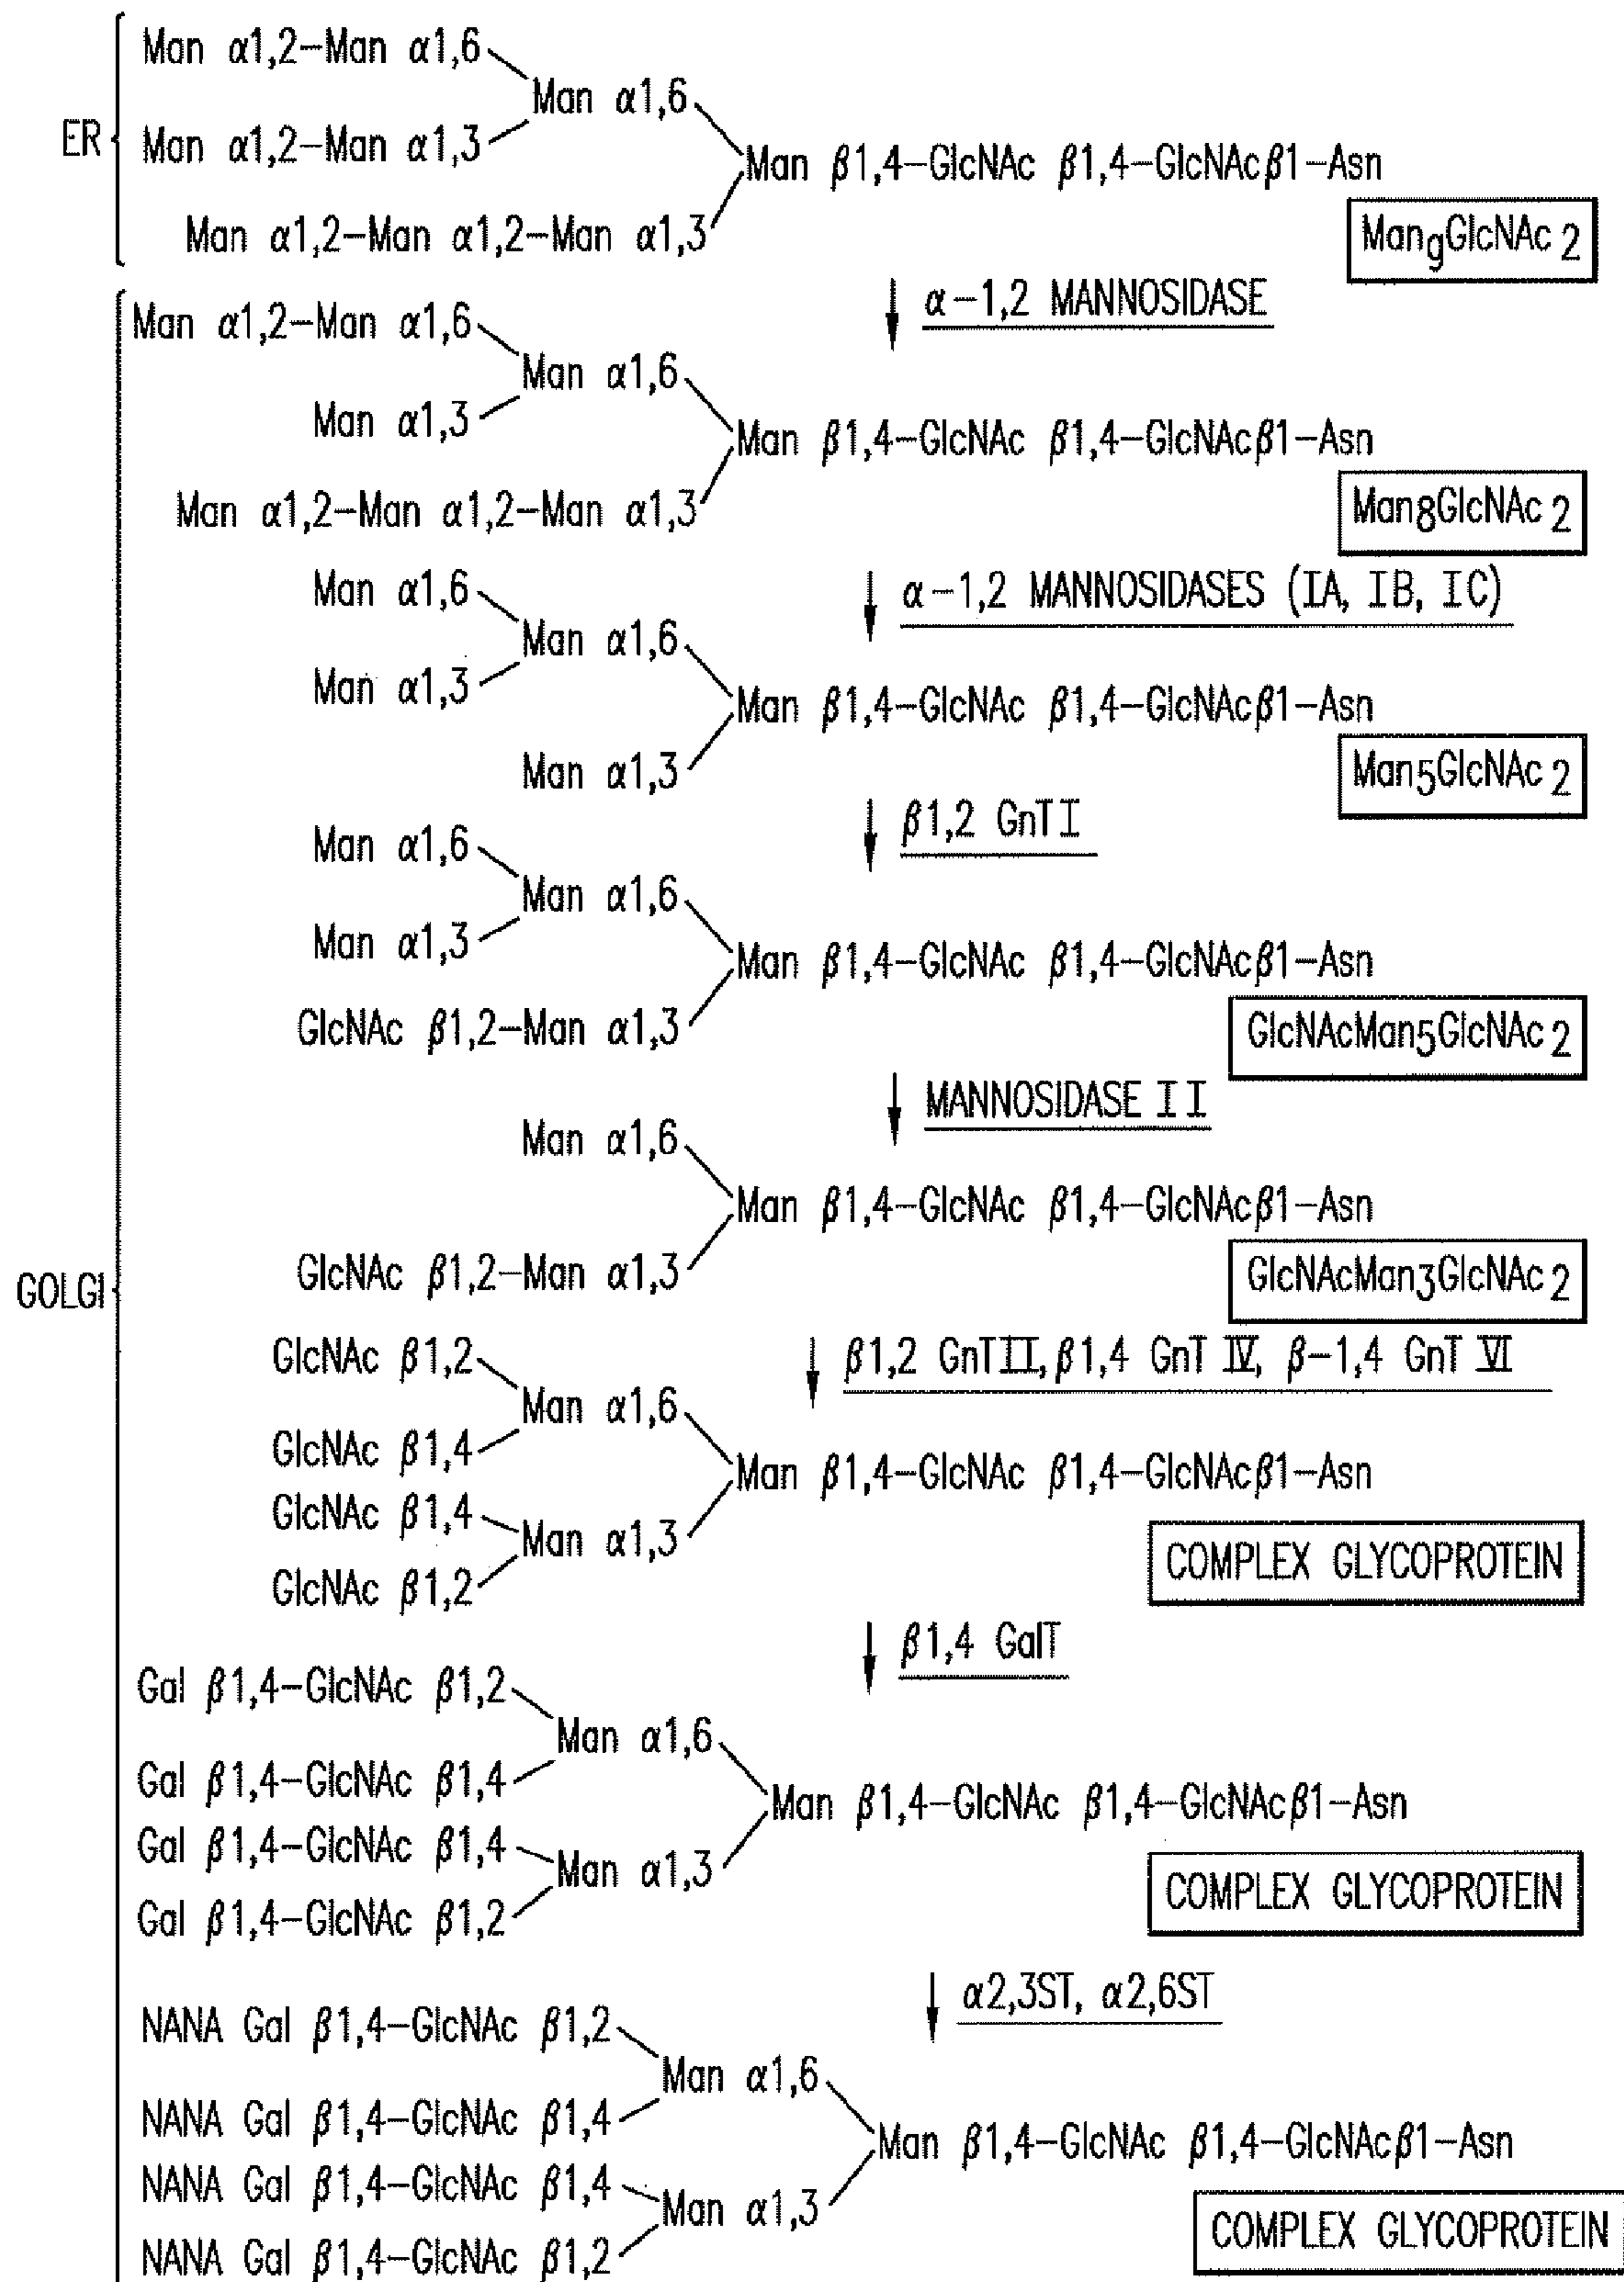 Man α1,2-Man α1,6
Man α1,6
ER
Man α1,2-Man α1,3
Man β1,4-GlcNAc β1,4-GlcNAcβ1-Asn
Man α1,2-Man α1,2-Man α1,3
Man9GlcNAc2
α-1,2 MANNOSIDASE
Man α1,2-Man α1,6
Man α1,6
Man α1,3
Man β1,4-GlcNAc β1,4-GlcNAcβ1-Asn
Man α1,2-Man α1,2-Man α1,3
Man8GlcNAc2
α-1,2 MANNOSIDASES (IA, IB, IC)
Man α1,6
Man α1,6
Man α1,3
Man β1,4-GlcNAc β1,4-GlcNAcβ1-Asn
Man α1,3
Man5GlcNAc2
β1,2 GnTI
Man α1,6
Man α1,6
Man α1,3
Man β1,4-GlcNAc β1,4-GlcNAcβ1-Asn
GlcNAc β1,2-Man α1,3
GlcNAcMan5GlcNAc2
MANNOSIDASE II
Man α1,6
Man β1,4-GlcNAc β1,4-GlcNAcβ1-Asn
GlcNAc β1,2-Man α1,3
GlcNAcMan3GlcNAc2
GOLGI
β1,2 GnTII, β1,4 GnT IV, β-1,4 GnT VI
GlcNAc β1,2
Man α1,6
GlcNAc β1,4
Man β1,4-GlcNAc β1,4-GlcNAcβ1-Asn
GlcNAc β1,4
Man α1,3
GlcNAc β1,2
COMPLEX GLYCOPROTEIN
β1,4 GalT
Gal β1,4-GlcNAc β1,2
Man α1,6
Gal β1,4-GlcNAc β1,4
Man β1,4-GlcNAc β1,4-GlcNAcβ1-Asn
Gal β1,4-GlcNAc β1,4
Man α1,3
Gal β1,4-GlcNAc β1,2
COMPLEX GLYCOPROTEIN
α2,3ST, α2,6ST
NANA Gal β1,4-GlcNAc β1,2
Man α1,6
NANA Gal β1,4-GlcNAc β1,4
Man β1,4-GlcNAc β1,4-GlcNAcβ1-Asn
NANA Gal β1,4-GlcNAc β1,4
Man α1,3
NANA Gal β1,4-GlcNAc β1,2
COMPLEX GLYCOPROTEIN